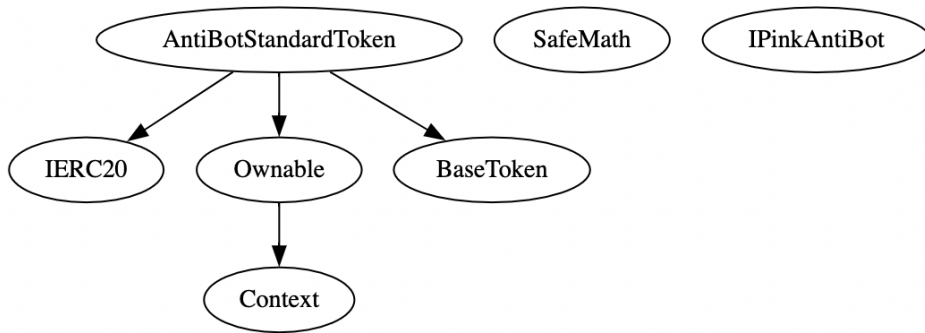 AntiBotStandardToken SafeMath IPinkAntiBot
IERC20 Ownable BaseToken
Context